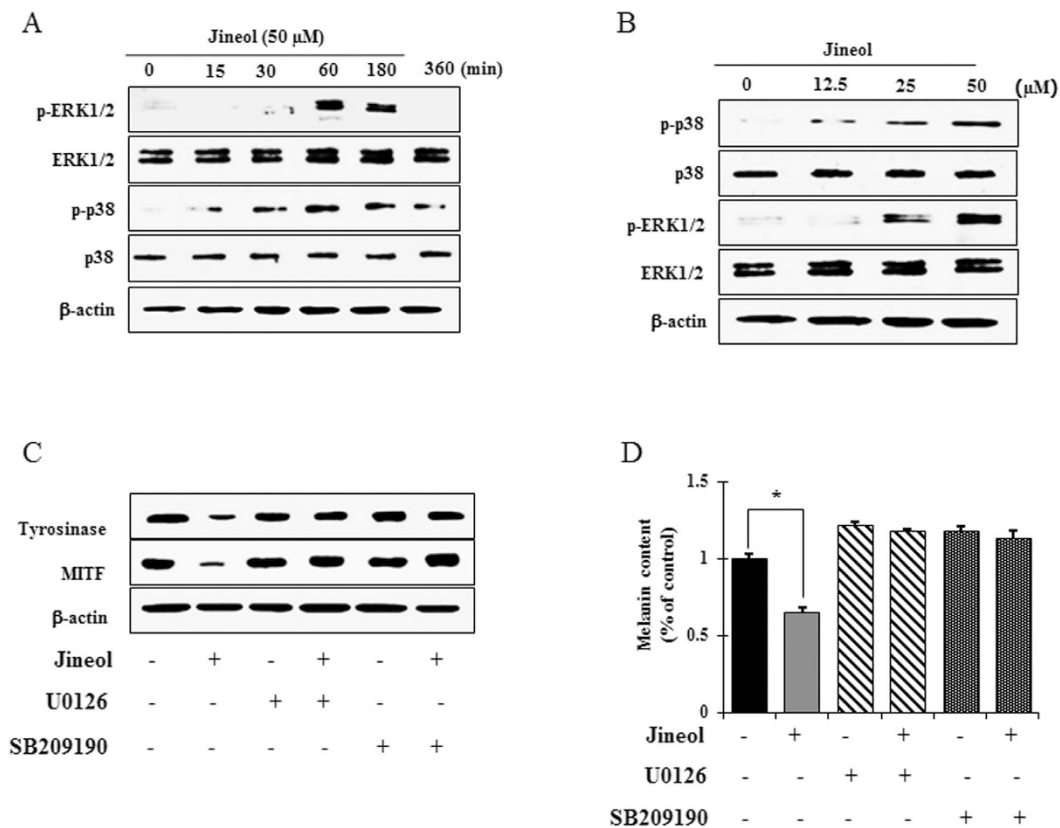 A
Jineol (50 μM)
0 15 30 60 180 360 (min)
p-ERK1/2
ERK1/2
p-p38
p38
β-actin
B
Jineol
0 12.5 25 50 (μM)
p-p38
p38
p-ERK1/2
ERK1/2
β-actin
C
Tyrosinase
MITF
β-actin
Jineol - + - + - +
U0126 - - + + - -
SB209190 - - - - + +
D
Melanin content
(% of control)
1.5
*
1
0.5
0
Jineol - + - + - +
U0126 - - + + - -
SB209190 - - - - + +